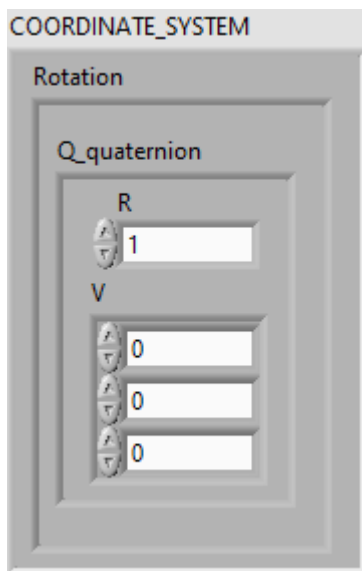 COORDINATE_SYSTEM
Rotation
Q_quaternion
R
1
V
0
0
0